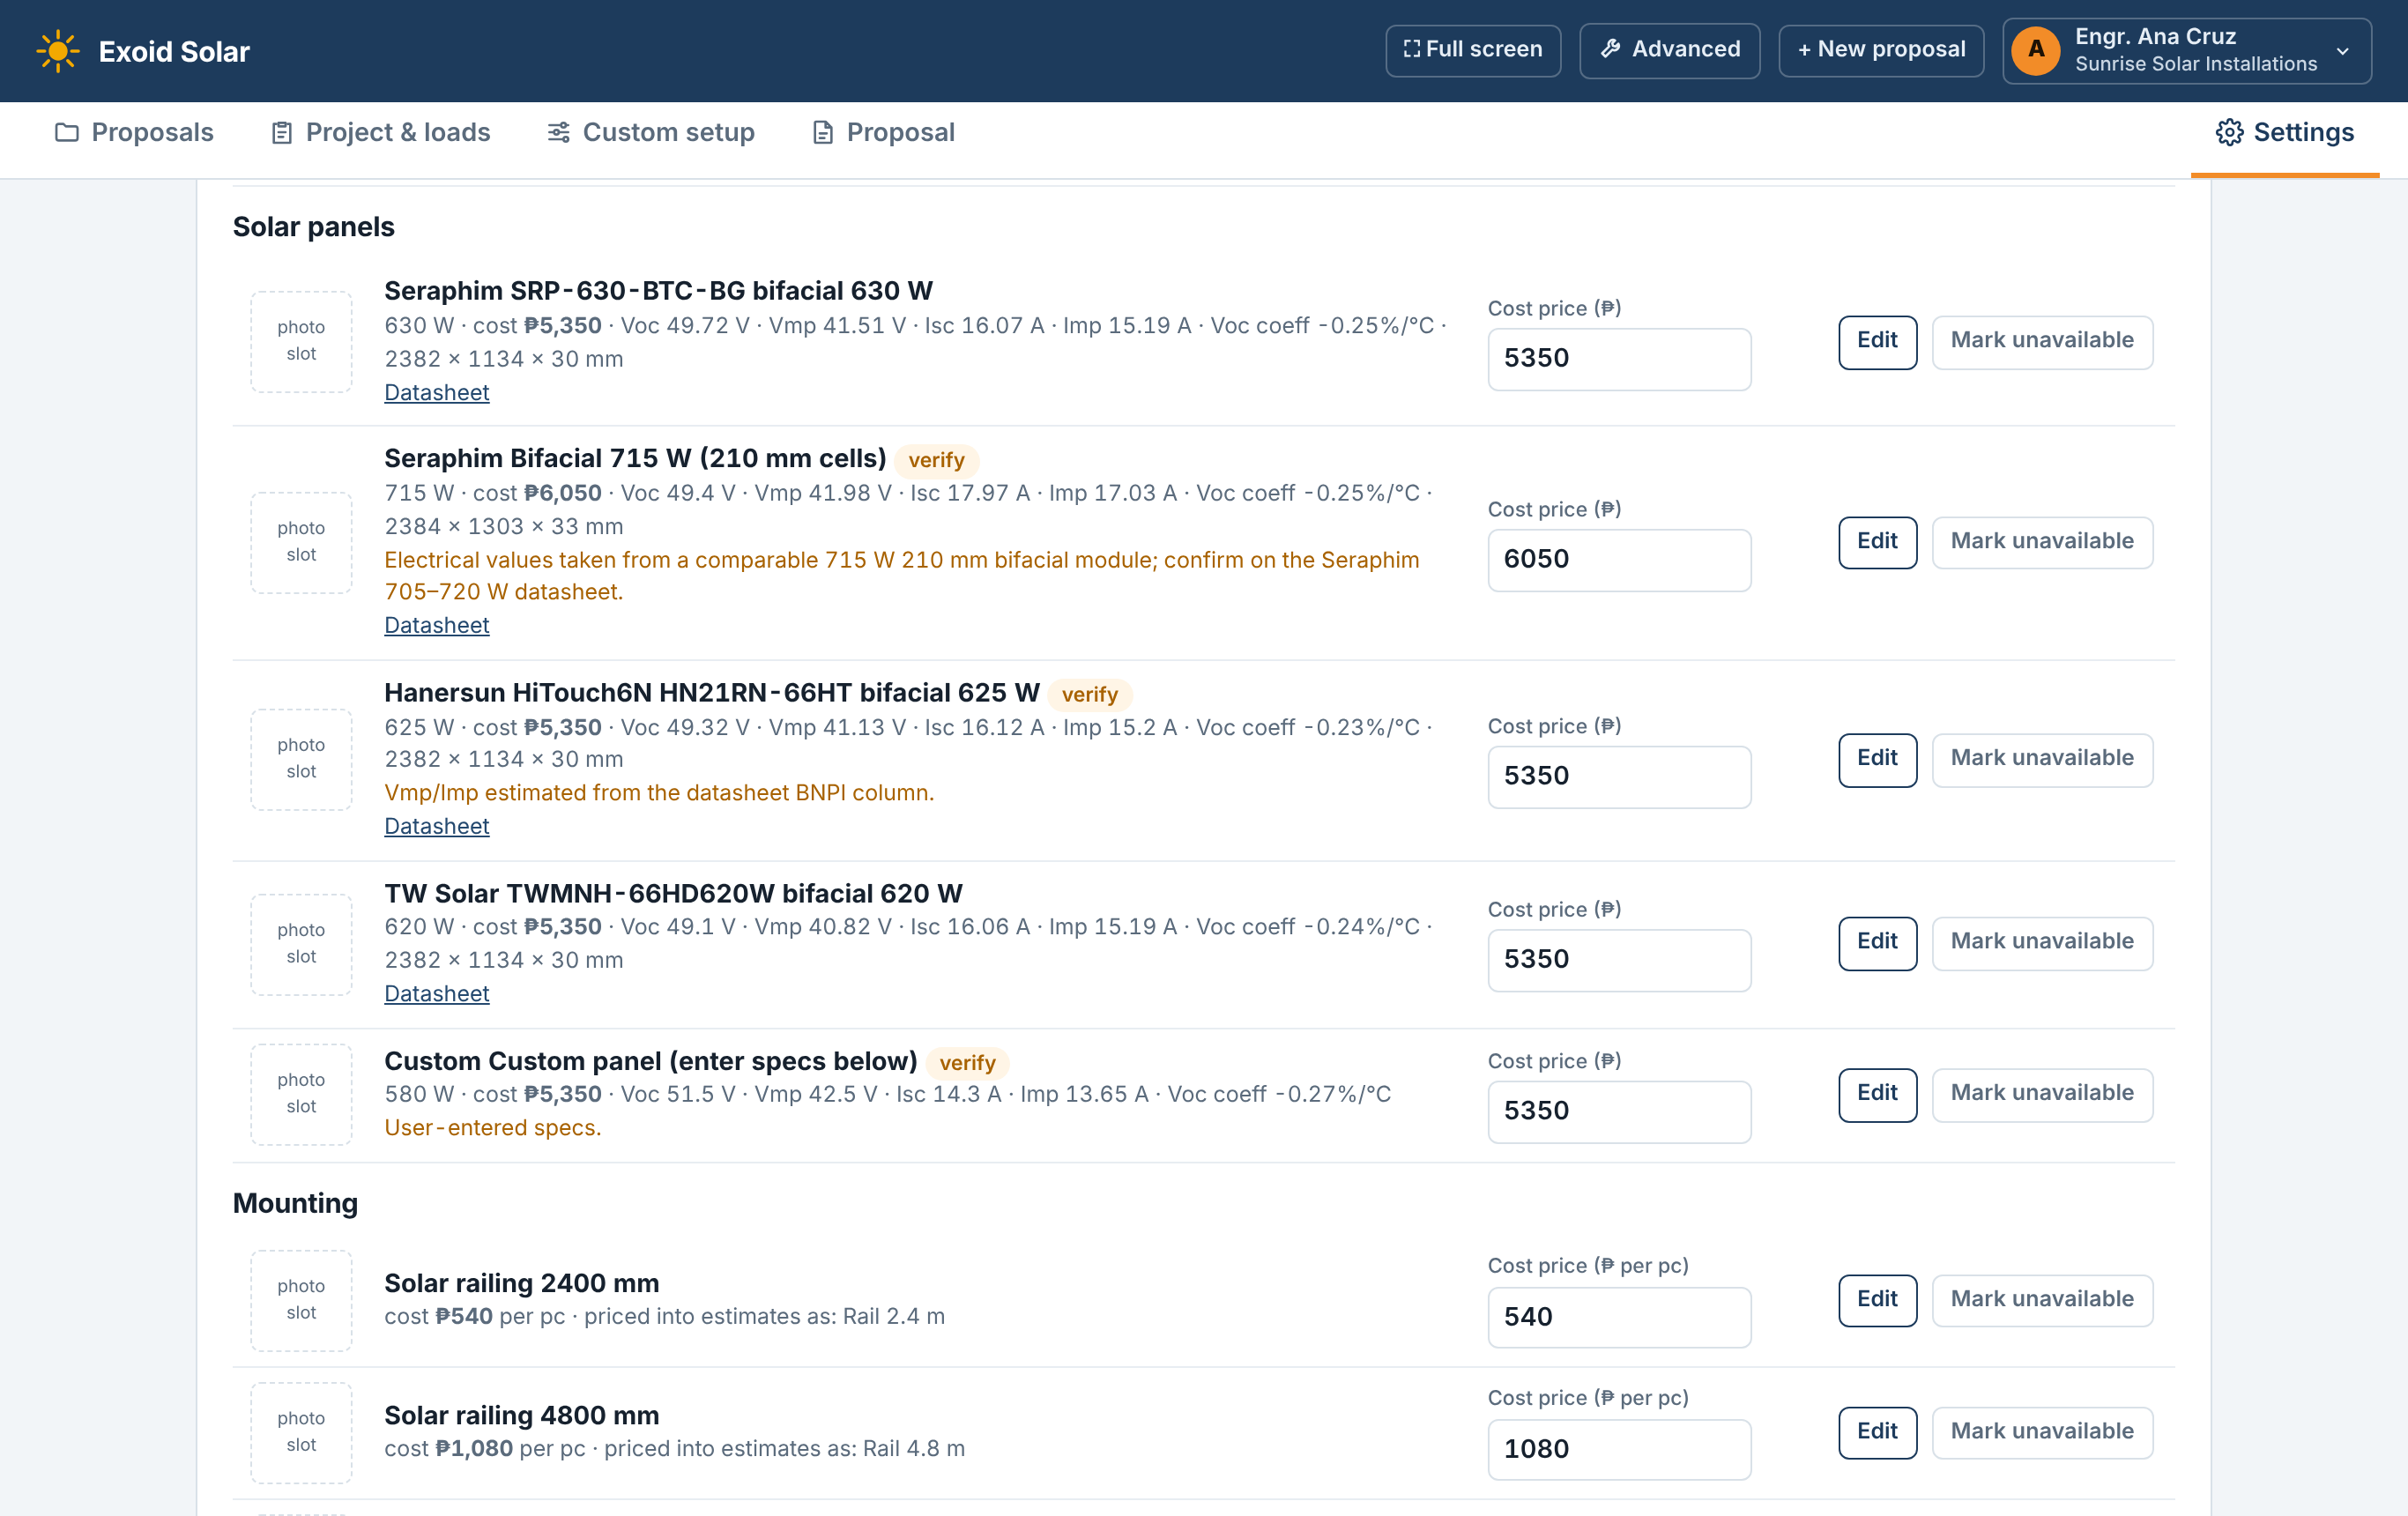 Exoid Solar
Full screen
Advanced
+ New proposal
A
Engr. Ana Cruz
Sunrise Solar Installations
Proposals
Project & loads
Custom setup
Proposal
Settings
Solar panels
photo
slot
Seraphim SRP-630-BTC-BG bifacial 630 W
630 W · cost ₱5,350 · Voc 49.72 V · Vmp 41.51 V · Isc 16.07 A · Imp 15.19 A · Voc coeff -0.25%/°C ·
2382 × 1134 × 30 mm
Datasheet
Cost price (₱)
5350
Edit
Mark unavailable
photo
slot
Seraphim Bifacial 715 W (210 mm cells) verify
715 W · cost ₱6,050 · Voc 49.4 V · Vmp 41.98 V · Isc 17.97 A · Imp 17.03 A · Voc coeff -0.25%/°C ·
2384 × 1303 × 33 mm
Electrical values taken from a comparable 715 W 210 mm bifacial module; confirm on the Seraphim
705–720 W datasheet.
Datasheet
Cost price (₱)
6050
Edit
Mark unavailable
photo
slot
Hanersun HiTouch6N HN21RN-66HT bifacial 625 W verify
625 W · cost ₱5,350 · Voc 49.32 V · Vmp 41.13 V · Isc 16.12 A · Imp 15.2 A · Voc coeff -0.23%/°C ·
2382 × 1134 × 30 mm
Vmp/Imp estimated from the datasheet BNPI column.
Datasheet
Cost price (₱)
5350
Edit
Mark unavailable
photo
slot
TW Solar TWMNH-66HD620W bifacial 620 W
620 W · cost ₱5,350 · Voc 49.1 V · Vmp 40.82 V · Isc 16.06 A · Imp 15.19 A · Voc coeff -0.24%/°C ·
2382 × 1134 × 30 mm
Datasheet
Cost price (₱)
5350
Edit
Mark unavailable
photo
slot
Custom Custom panel (enter specs below) verify
580 W · cost ₱5,350 · Voc 51.5 V · Vmp 42.5 V · Isc 14.3 A · Imp 13.65 A · Voc coeff -0.27%/°C
User-entered specs.
Cost price (₱)
5350
Edit
Mark unavailable
Mounting
photo
slot
Solar railing 2400 mm
cost ₱540 per pc · priced into estimates as: Rail 2.4 m
Cost price (₱ per pc)
540
Edit
Mark unavailable
photo
slot
Solar railing 4800 mm
cost ₱1,080 per pc · priced into estimates as: Rail 4.8 m
Cost price (₱ per pc)
1080
Edit
Mark unavailable